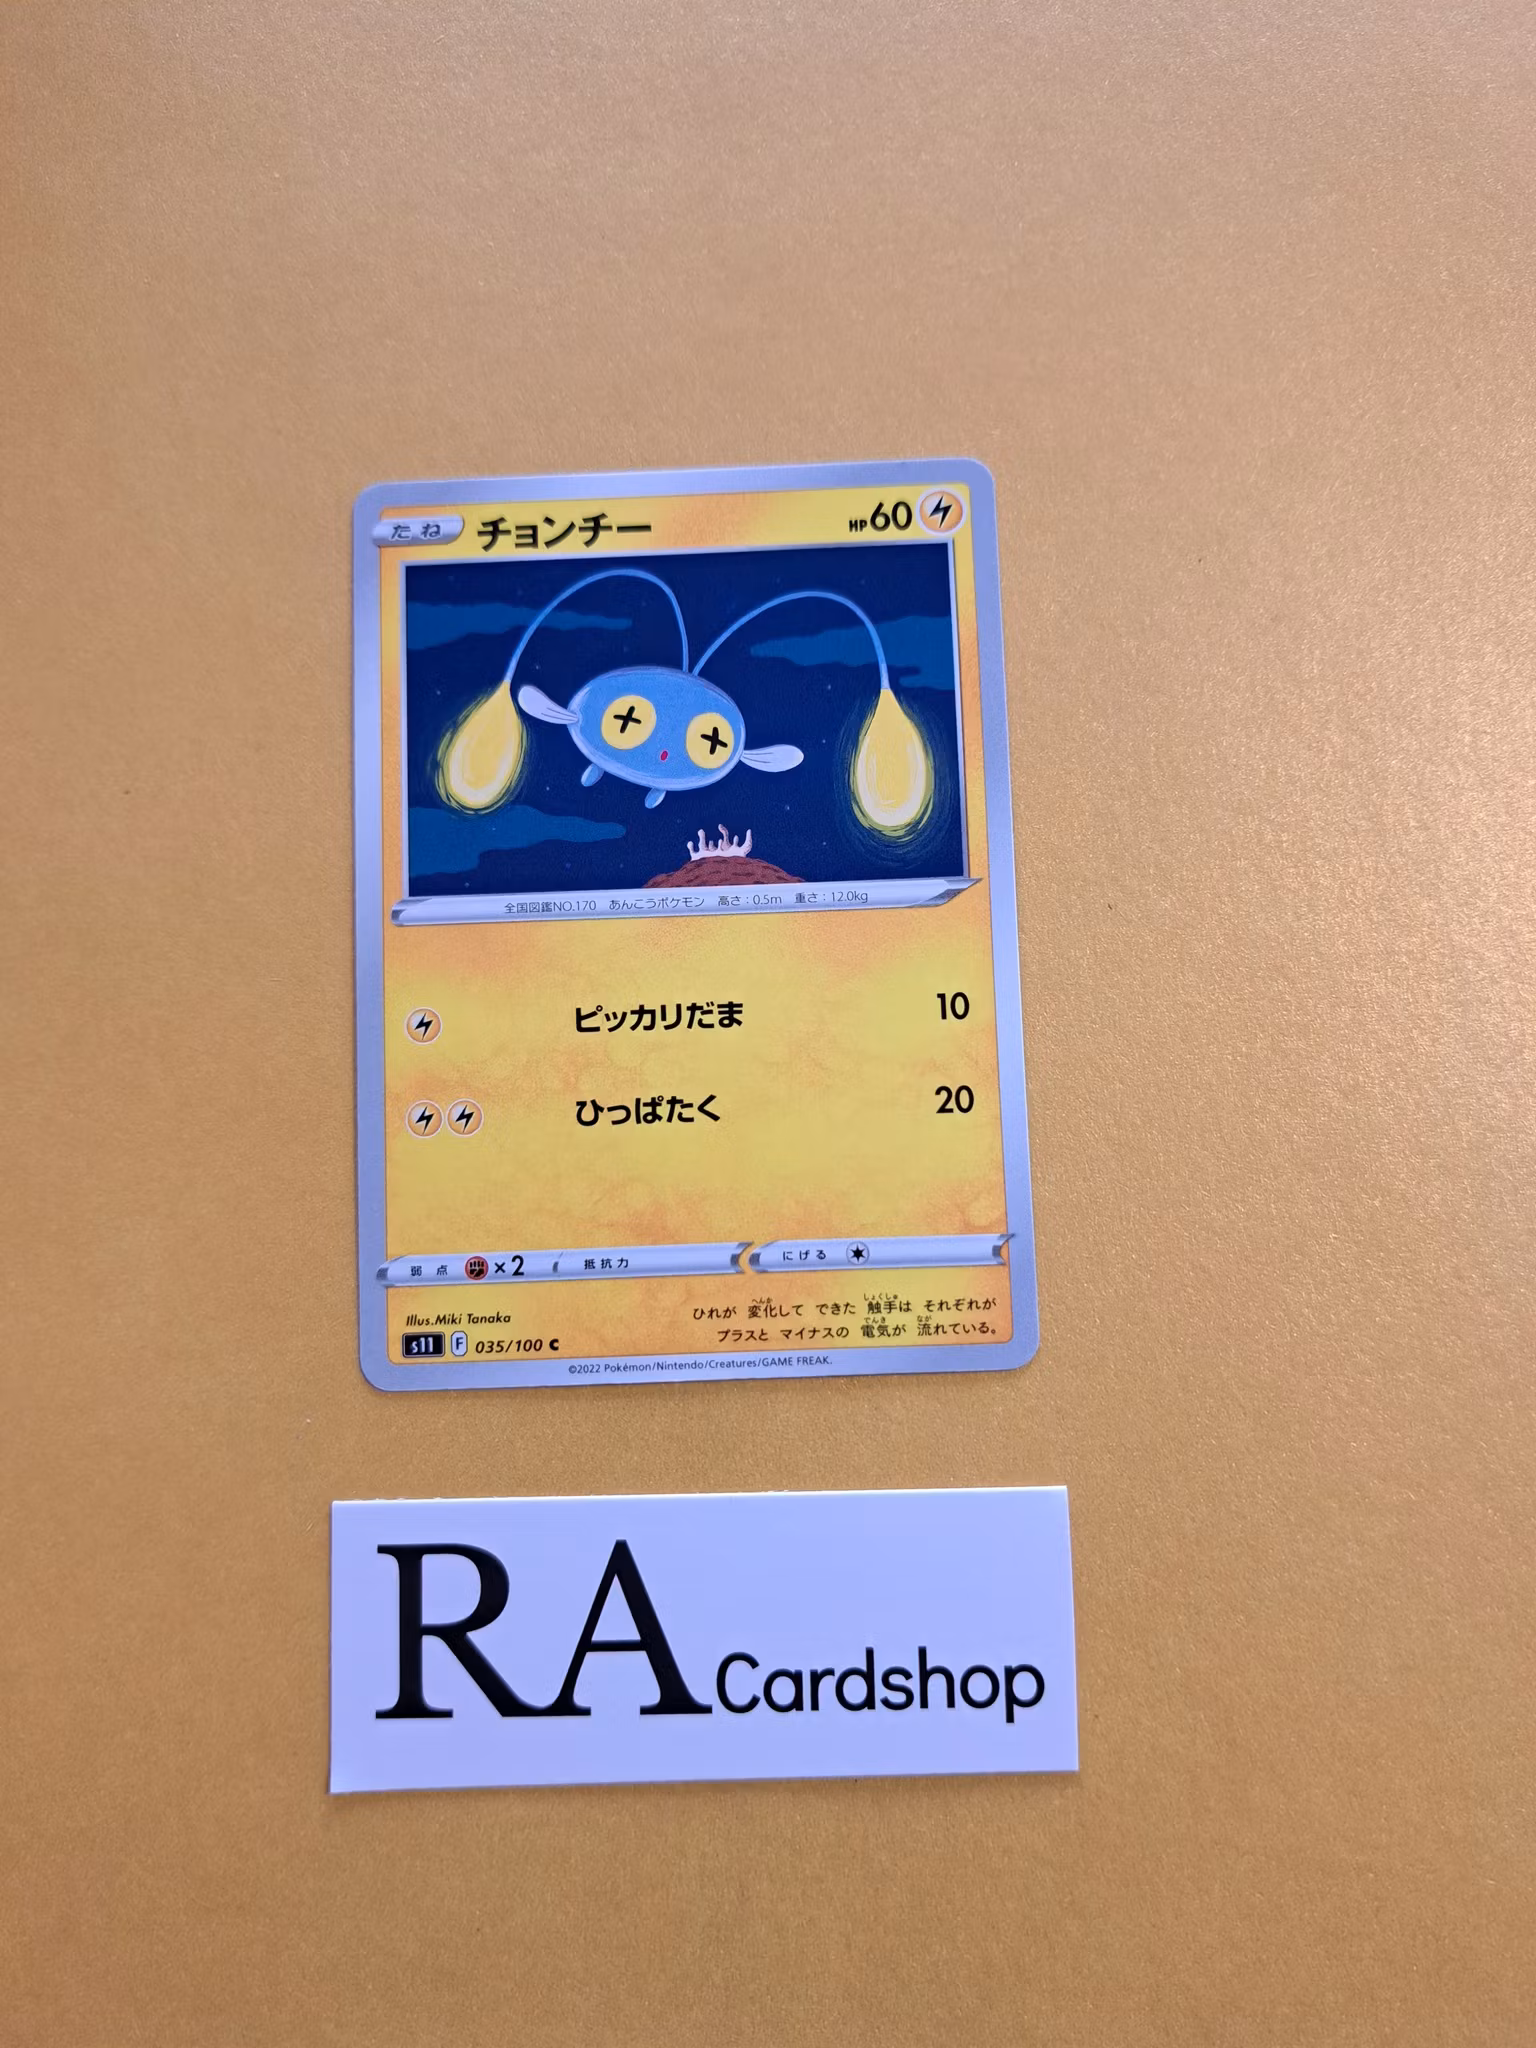 たね チョンチー HP60
全国図鑑NO.170 あんこうポケモン 高さ：0.5m 重さ：12.0kg
ピッカリだま 10
ひっぱたく 20
弱点 ×2 抵抗力 にげる
Illus.Miki Tanaka
ひれが 変化して できた 触手は それぞれが
プラスと マイナスの 電気が 流れている。
s11 F 035/100 C
©2022 Pokémon/Nintendo/Creatures/GAME FREAK.
RA Cardshop